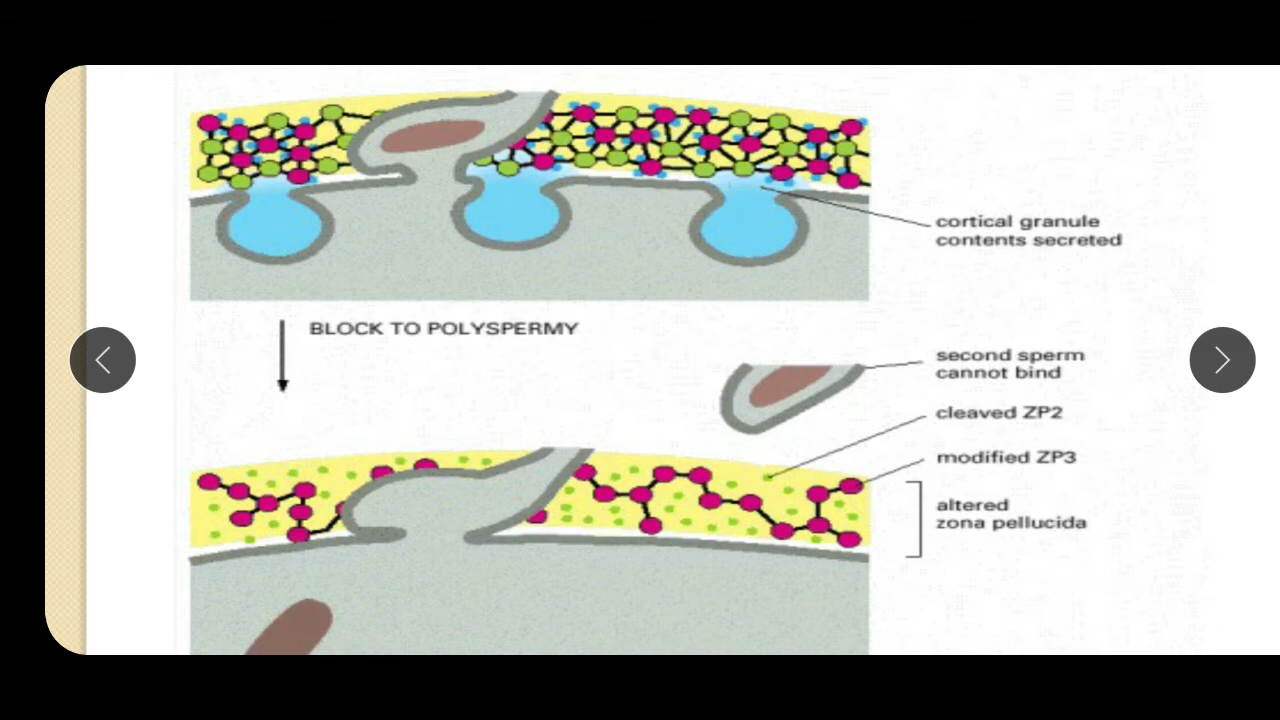 cortical granule
contents secreted
BLOCK TO POLYSPERMY
second sperm
cannot bind
cleaved ZP2
modified ZP3
altered
zona pellucida